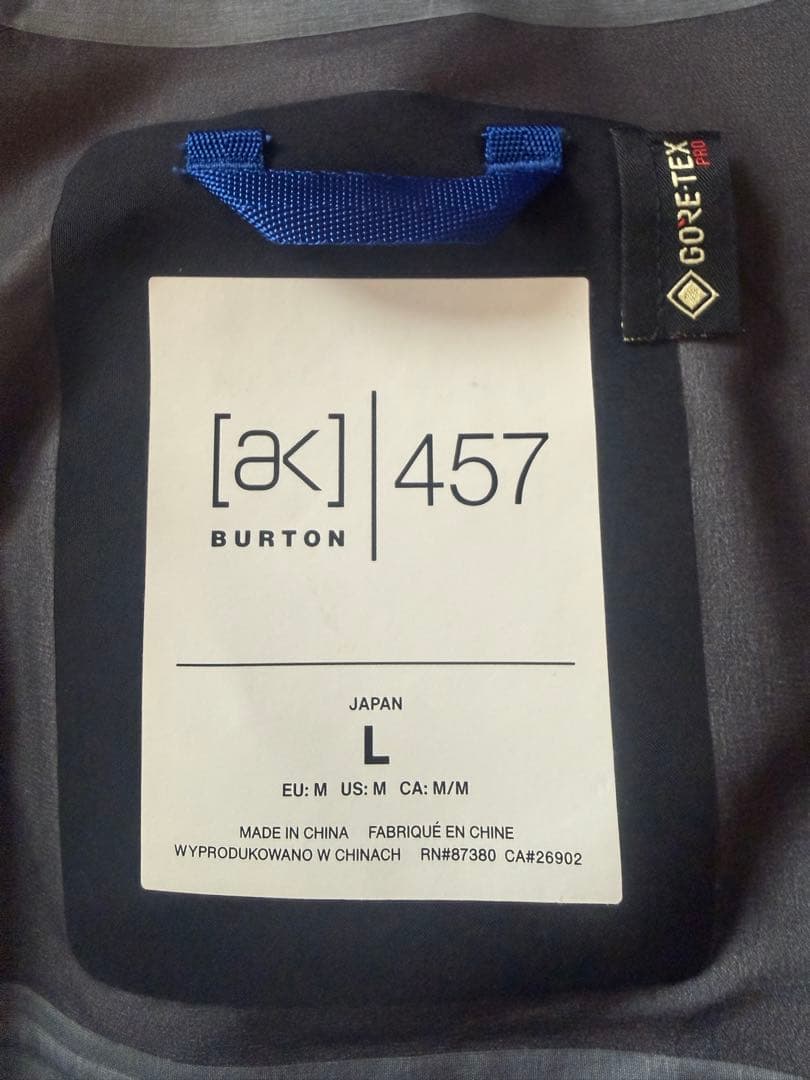 GORE-TEX
PRO
[ak] 457
BURTON
JAPAN
L
EU: M US: M CA: M/M
MADE IN CHINA FABRIQUÉ EN CHINE
WYPRODUKOWANO W CHINACH RN#87380 CA#26902